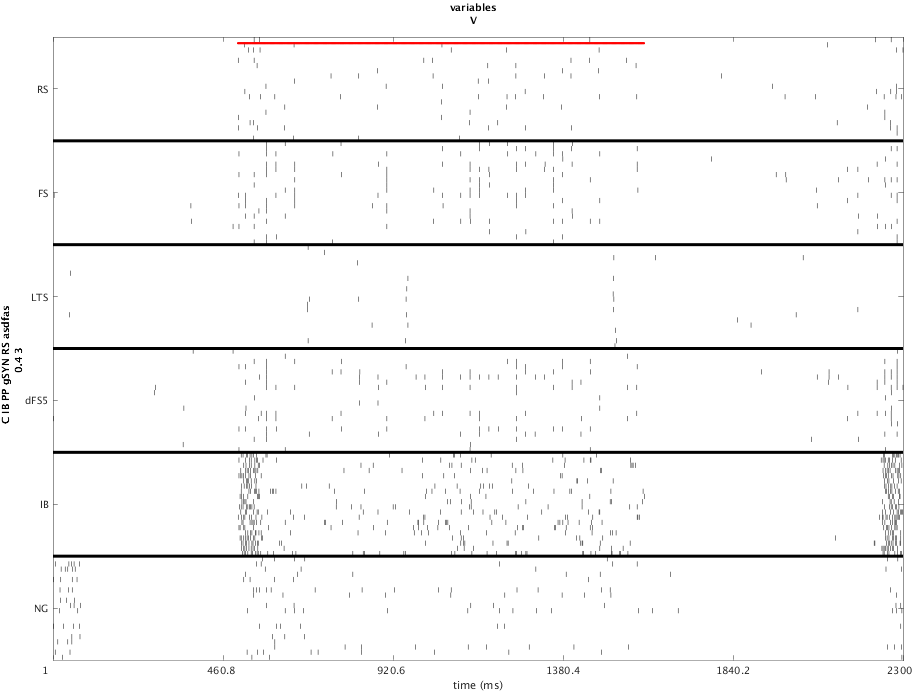 variables
V
RS
FS
LTS
dFS5
IB
NG
C IB PP gSYN RS asdfas
0.4 3
1
460.8
920.6
1380.4
1840.2
2300
time (ms)